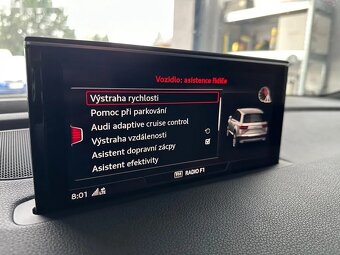 Vozidlo: asistence řidiče
Výstraha rychlosti
Pomoc při parkování
Audi adaptive cruise control
Výstraha vzdálenosti
Asistent dopravní zácpy
Asistent efektivity
8:01
RADIO F1